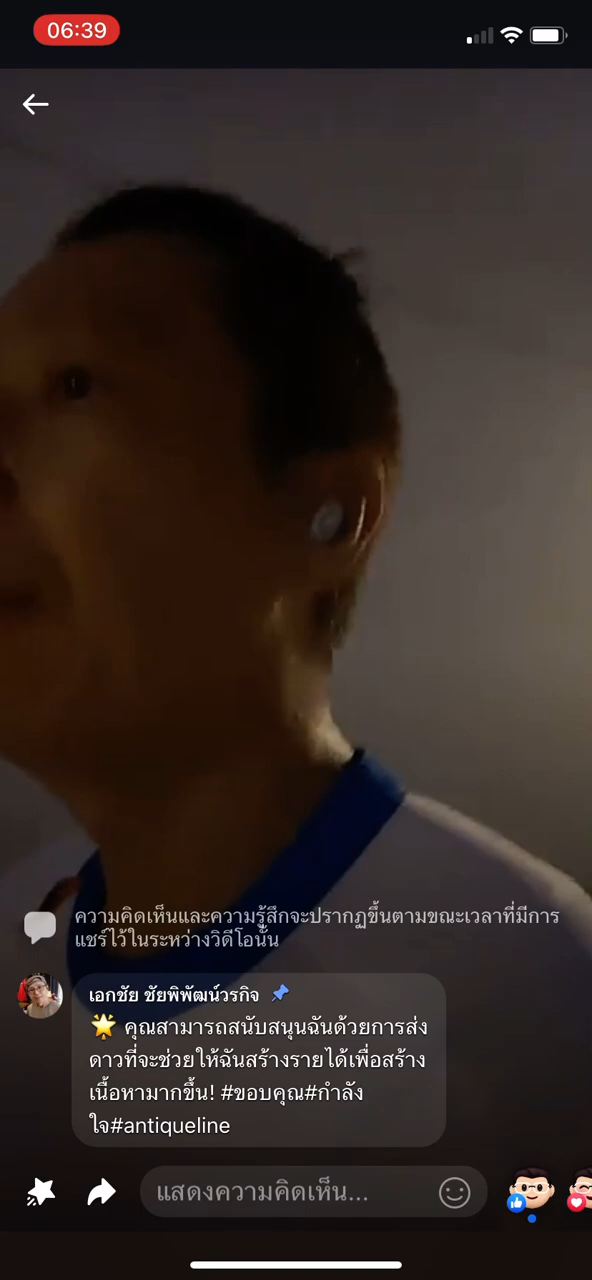 06:39
ความคิดเห็นและความรู้สึกจะปรากฏขึ้นตามขณะเวลาที่มีการ
แชร์ไว้ในระหว่างวิดีโอนั้น
เอกชัย ชัยพิพัฒน์วรกิจ
คุณสามารถสนับสนุนฉันด้วยการส่ง
ดาวที่จะช่วยให้ฉันสร้างรายได้เพื่อสร้าง
เนื้อหามากขึ้น! #ขอบคุณ#กำลัง
ใจ#antiqueline
แสดงความคิดเห็น...